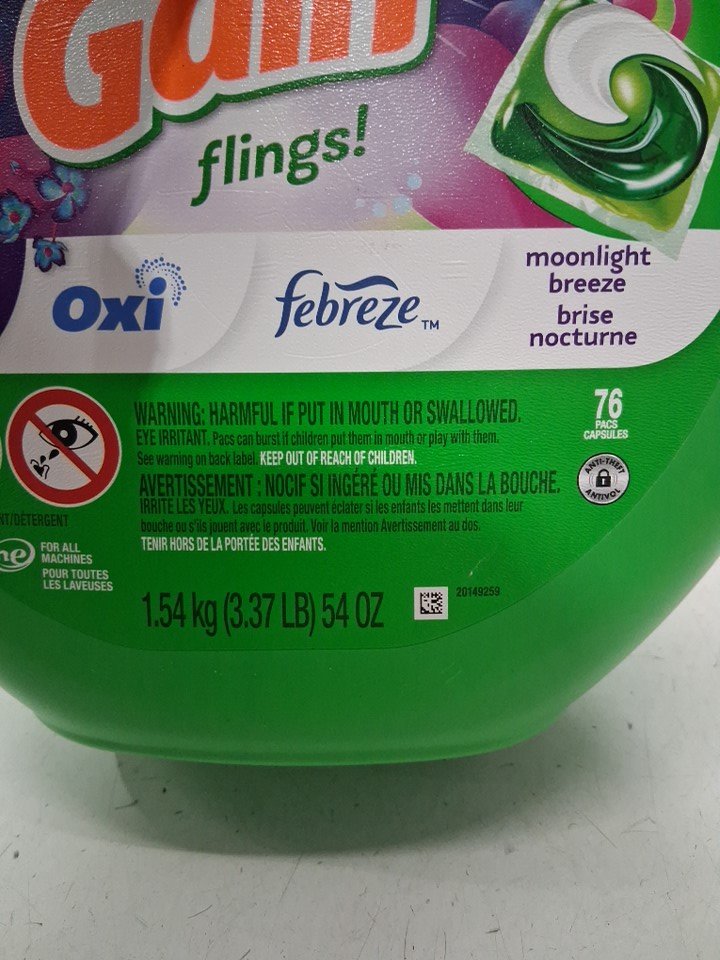 Gain
flings!
Oxi
febreze™
moonlight
breeze
brise
nocturne
WARNING: HARMFUL IF PUT IN MOUTH OR SWALLOWED.
EYE IRRITANT. Pacs can burst if children put them in mouth or play with them.
See warning on back label. KEEP OUT OF REACH OF CHILDREN.
AVERTISSEMENT : NOCIF SI INGÉRÉ OU MIS DANS LA BOUCHE.
IRRITE LES YEUX. Les capsules peuvent éclater si les enfants les mettent dans leur
bouche ou s'ils jouent avec le produit. Voir la mention Avertissement au dos.
TENIR HORS DE LA PORTÉE DES ENFANTS.
76
PACS
CAPSULES
ANTI-THEFT
ANTIVOL
NT/DÉTERGENT
he
FOR ALL
MACHINES
POUR TOUTES
LES LAVEUSES
1.54 kg (3.37 LB) 54 OZ
20149259